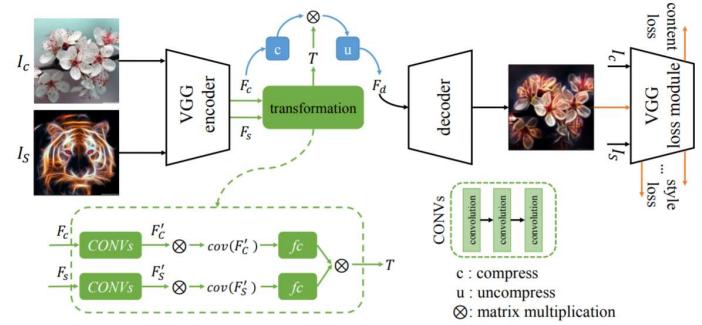 I_C
I_S
VGG
encoder
F_c
F_s
c
⊗
u
T
transformation
F_d
decoder
I_C
I_S
VGG
loss module
content
loss
...
style
loss
F_c
CONVs
F'_C
⊗
cov(F'_C)
fc
F_s
CONVs
F'_S
⊗
cov(F'_S)
fc
⊗
T
CONVs
convolution
convolution
convolution
c : compress
u : uncompress
⊗: matrix multiplication